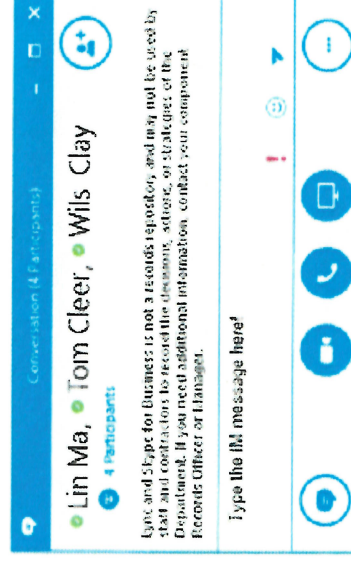 Conversation (4 Participants)
Lin Ma, Tom Cleer, Wils Clay
4 Participants
Lync and Skype for Business is not a records repository and may not be used by
staff and contractors to record the decisions, actions, or strategies of the
Department. If you need additional information, contact your component
Records Officer or Manager.
Type the IM message here!
!